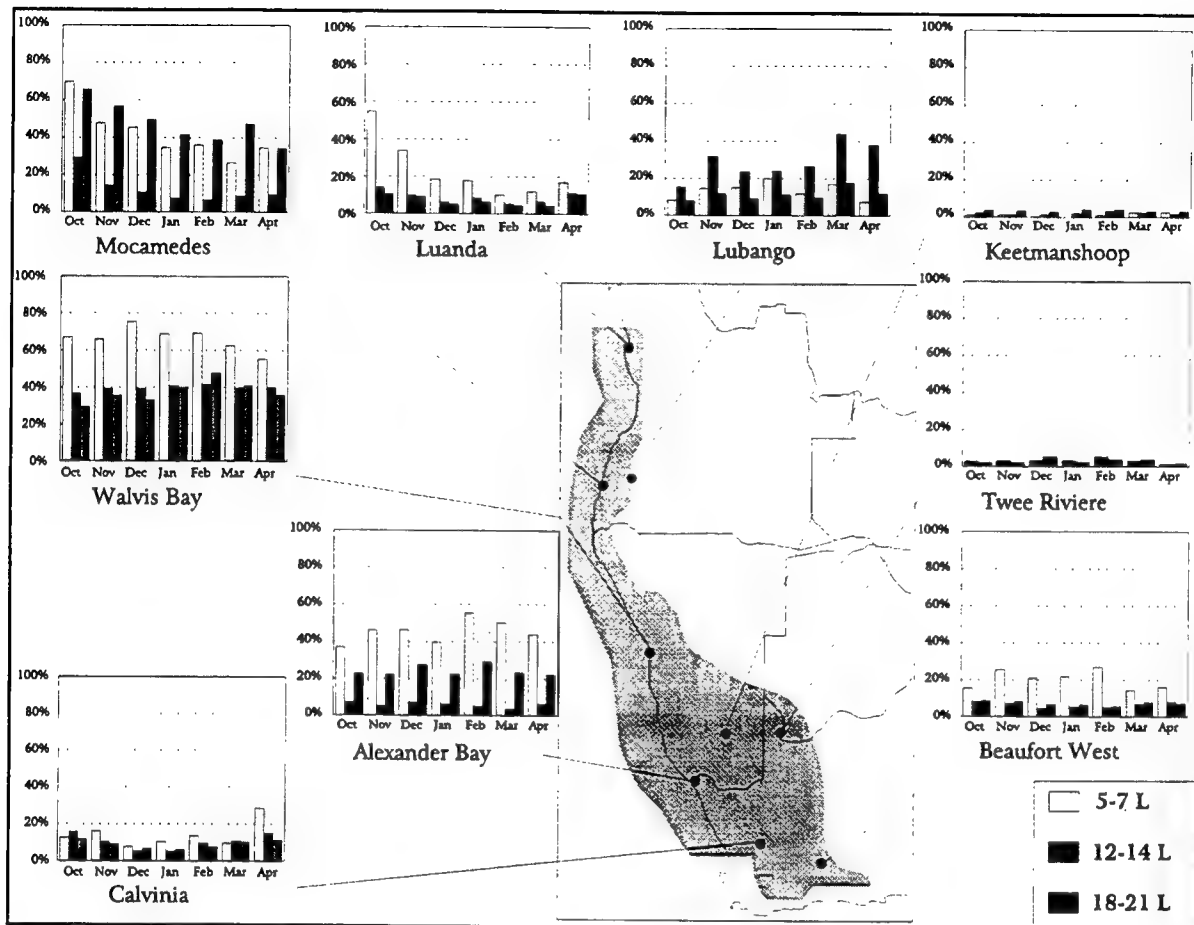 100%
80%
60%
40%
20%
0%
Oct Nov Dec Jan Feb Mar Apr
Mocamedes
100%
80%
60%
40%
20%
0%
Oct Nov Dec Jan Feb Mar Apr
Luanda
100%
80%
60%
40%
20%
0%
Oct Nov Dec Jan Feb Mar Apr
Lubango
100%
80%
60%
40%
20%
0%
Oct Nov Dec Jan Feb Mar Apr
Keetmanshoop
100%
80%
60%
40%
20%
0%
Oct Nov Dec Jan Feb Mar Apr
Walvis Bay
100%
80%
60%
40%
20%
0%
Oct Nov Dec Jan Feb Mar Apr
Twee Riviere
100%
80%
60%
40%
20%
0%
Oct Nov Dec Jan Feb Mar Apr
Alexander Bay
100%
80%
60%
40%
20%
0%
Oct Nov Dec Jan Feb Mar Apr
Beaufort West
100%
80%
60%
40%
20%
0%
Oct Nov Dec Jan Feb Mar Apr
Calvinia
5-7 L
12-14 L
18-21 L